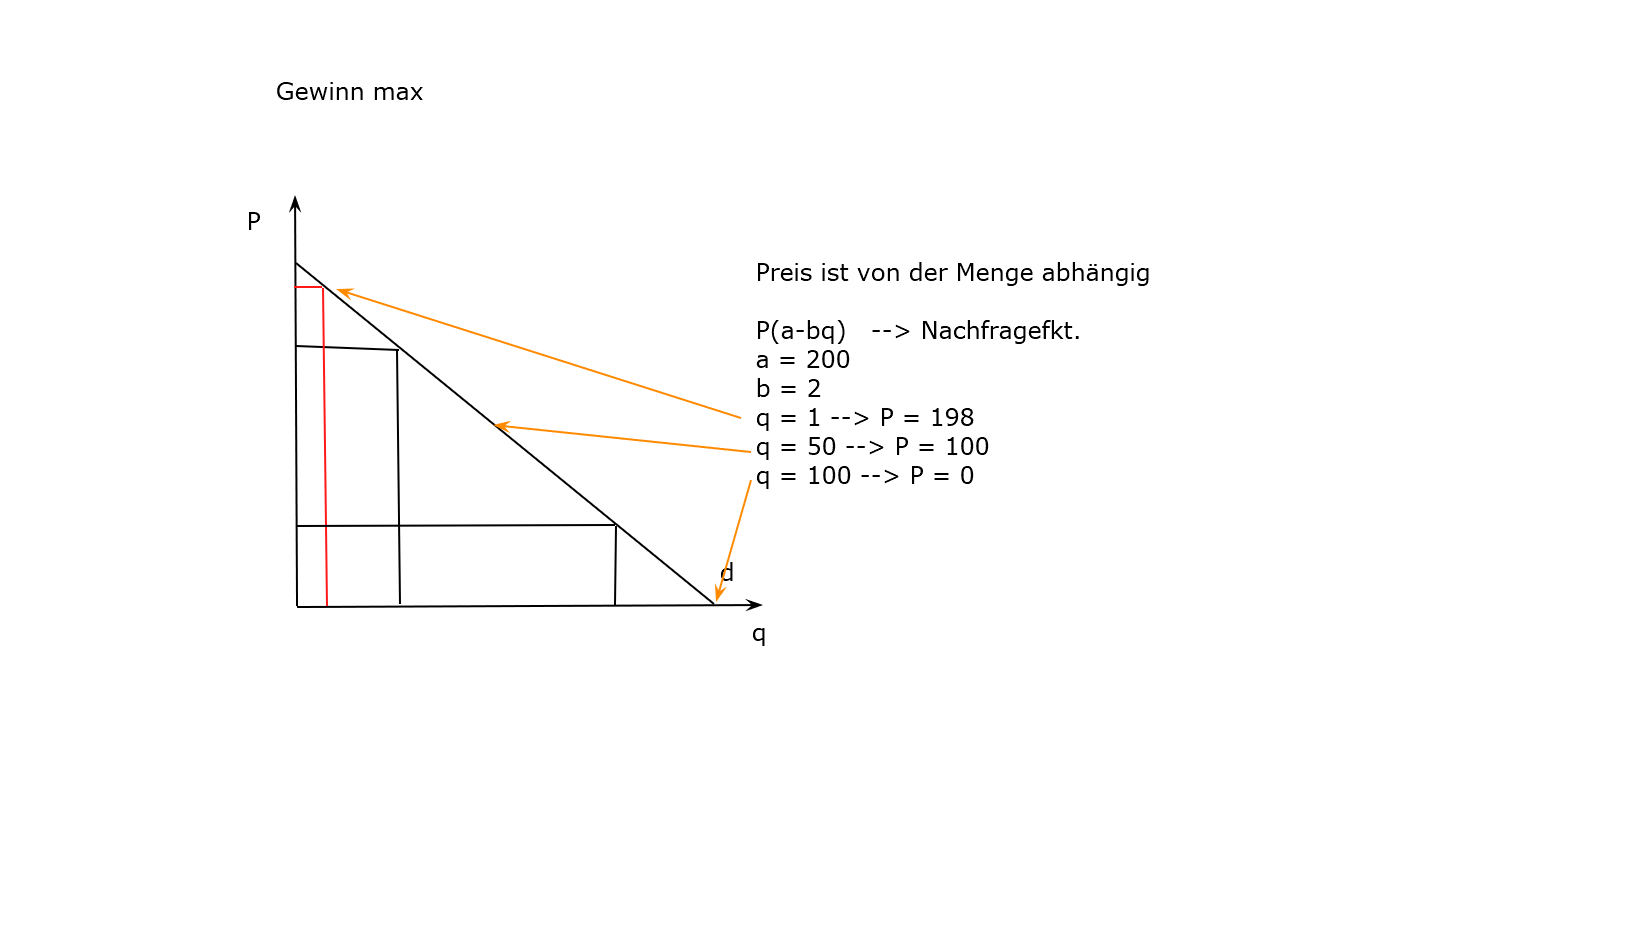 Gewinn max
P
Preis ist von der Menge abhängig
P(a-bq)   --> Nachfragefkt.
a = 200
b = 2
q = 1 --> P = 198
q = 50 --> P = 100
q = 100 --> P = 0
d
q